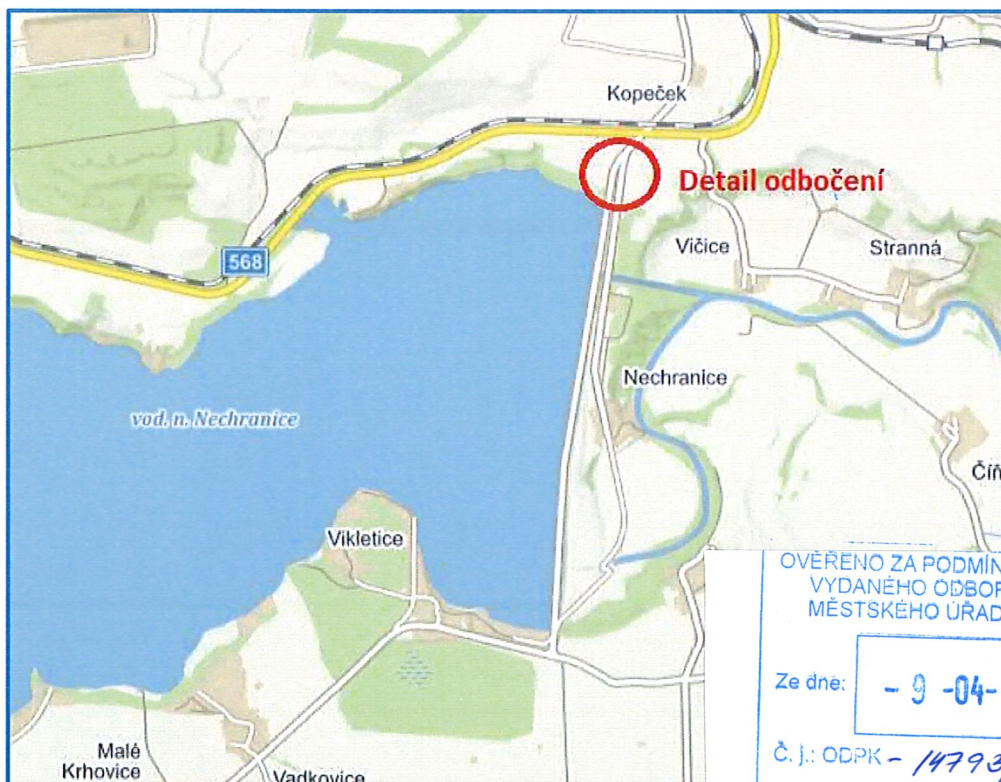 Kopeček
Detail odbočení
Vičice
Stranná
568
Nechranice
vod. n. Nechranice
Číň
Vikletice
OVĚŘENO ZA PODMÍN
VYDANÉHO ODBOR
MĚSTSKÉHO ÚŘAD
Ze dne:
- 9 -04-
Č. j.: ODPK - 14793
Malé
Krhovice
Vadkovice